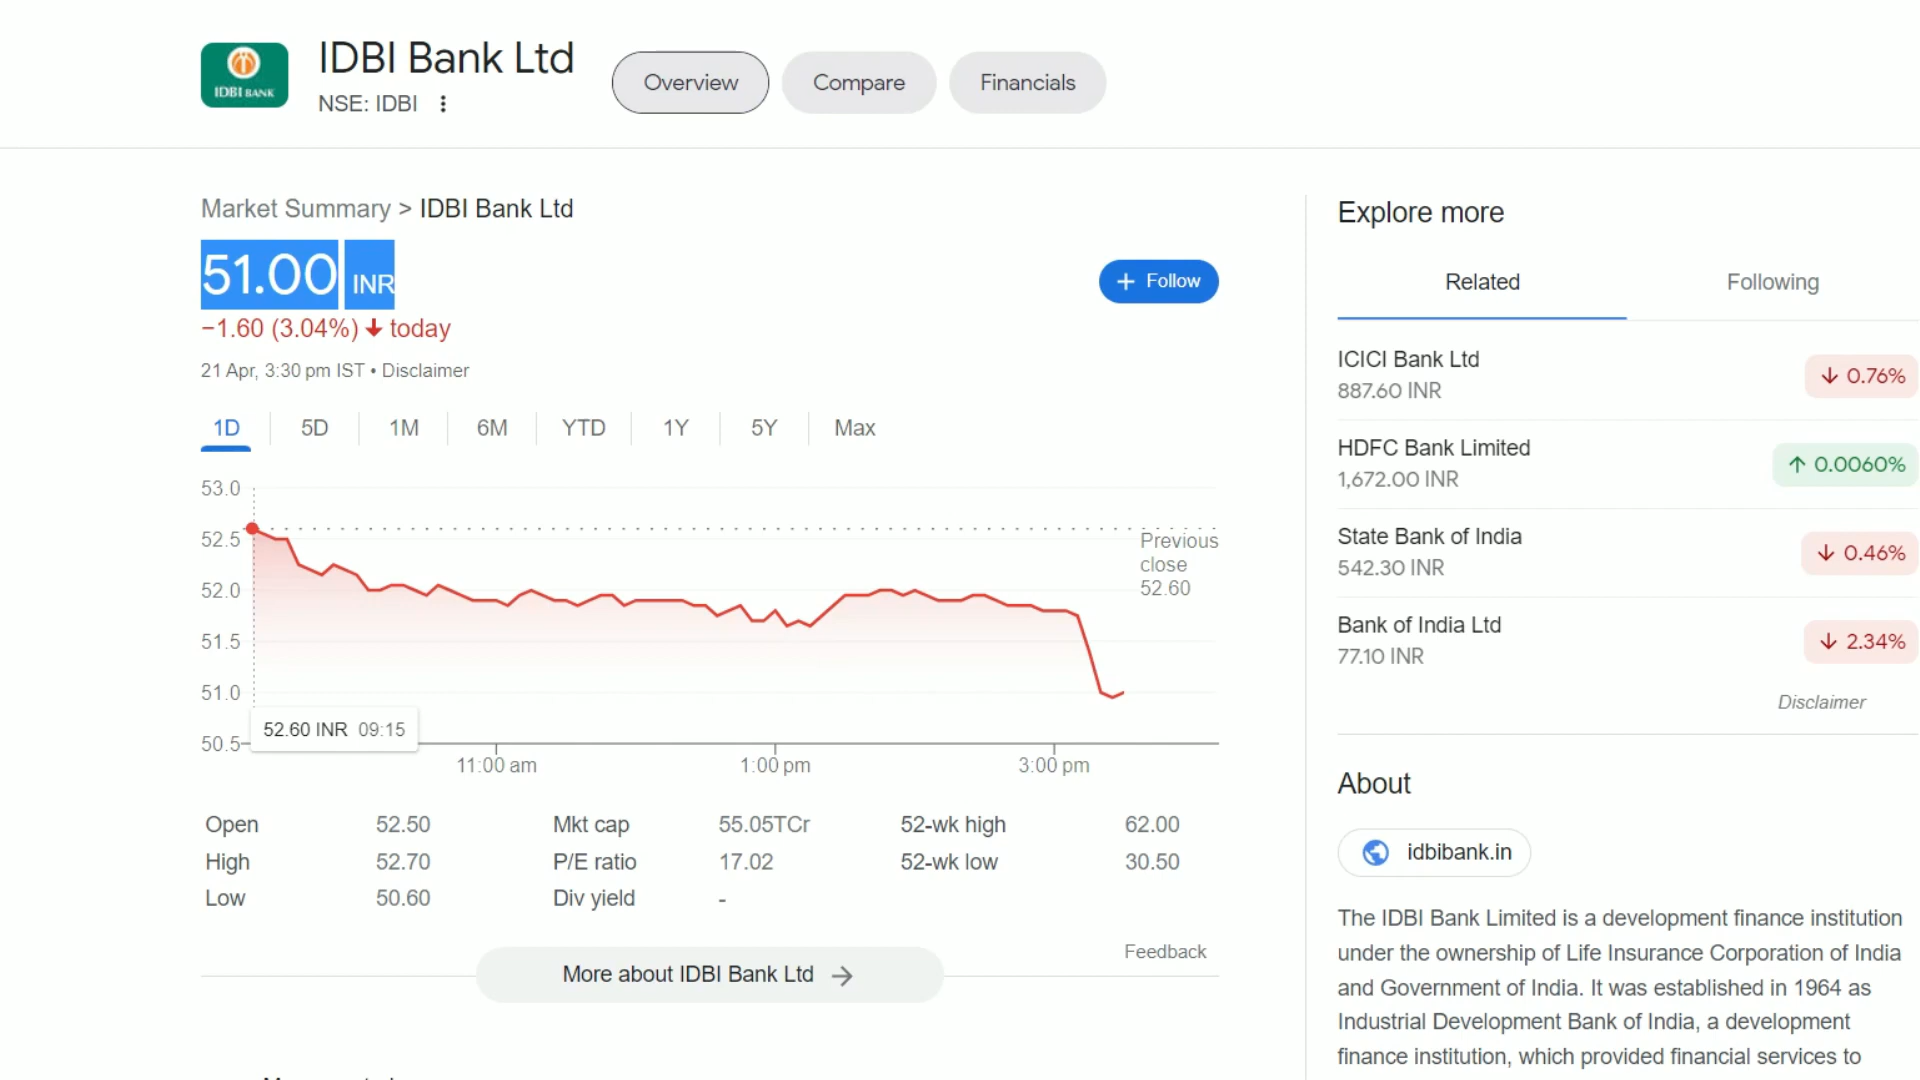 IDBI BANK
IDBI Bank Ltd
NSE: IDBI
Overview
Compare
Financials
Market Summary > IDBI Bank Ltd
51.00 INR
−1.60 (3.04%) ↓ today
21 Apr, 3:30 pm IST • Disclaimer
+ Follow
1D 5D 1M 6M YTD 1Y 5Y Max
53.0
52.5
52.0
51.5
51.0
50.5
Previous
close
52.60
52.60 INR 09:15
11:00 am 1:00 pm 3:00 pm
Open 52.50 Mkt cap 55.05TCr 52-wk high 62.00
High 52.70 P/E ratio 17.02 52-wk low 30.50
Low 50.60 Div yield -
Feedback
More about IDBI Bank Ltd →
Explore more
Related Following
ICICI Bank Ltd
887.60 INR
↓ 0.76%
HDFC Bank Limited
1,672.00 INR
↑ 0.0060%
State Bank of India
542.30 INR
↓ 0.46%
Bank of India Ltd
77.10 INR
↓ 2.34%
Disclaimer
About
idbibank.in
The IDBI Bank Limited is a development finance institution
under the ownership of Life Insurance Corporation of India
and Government of India. It was established in 1964 as
Industrial Development Bank of India, a development
finance institution, which provided financial services to